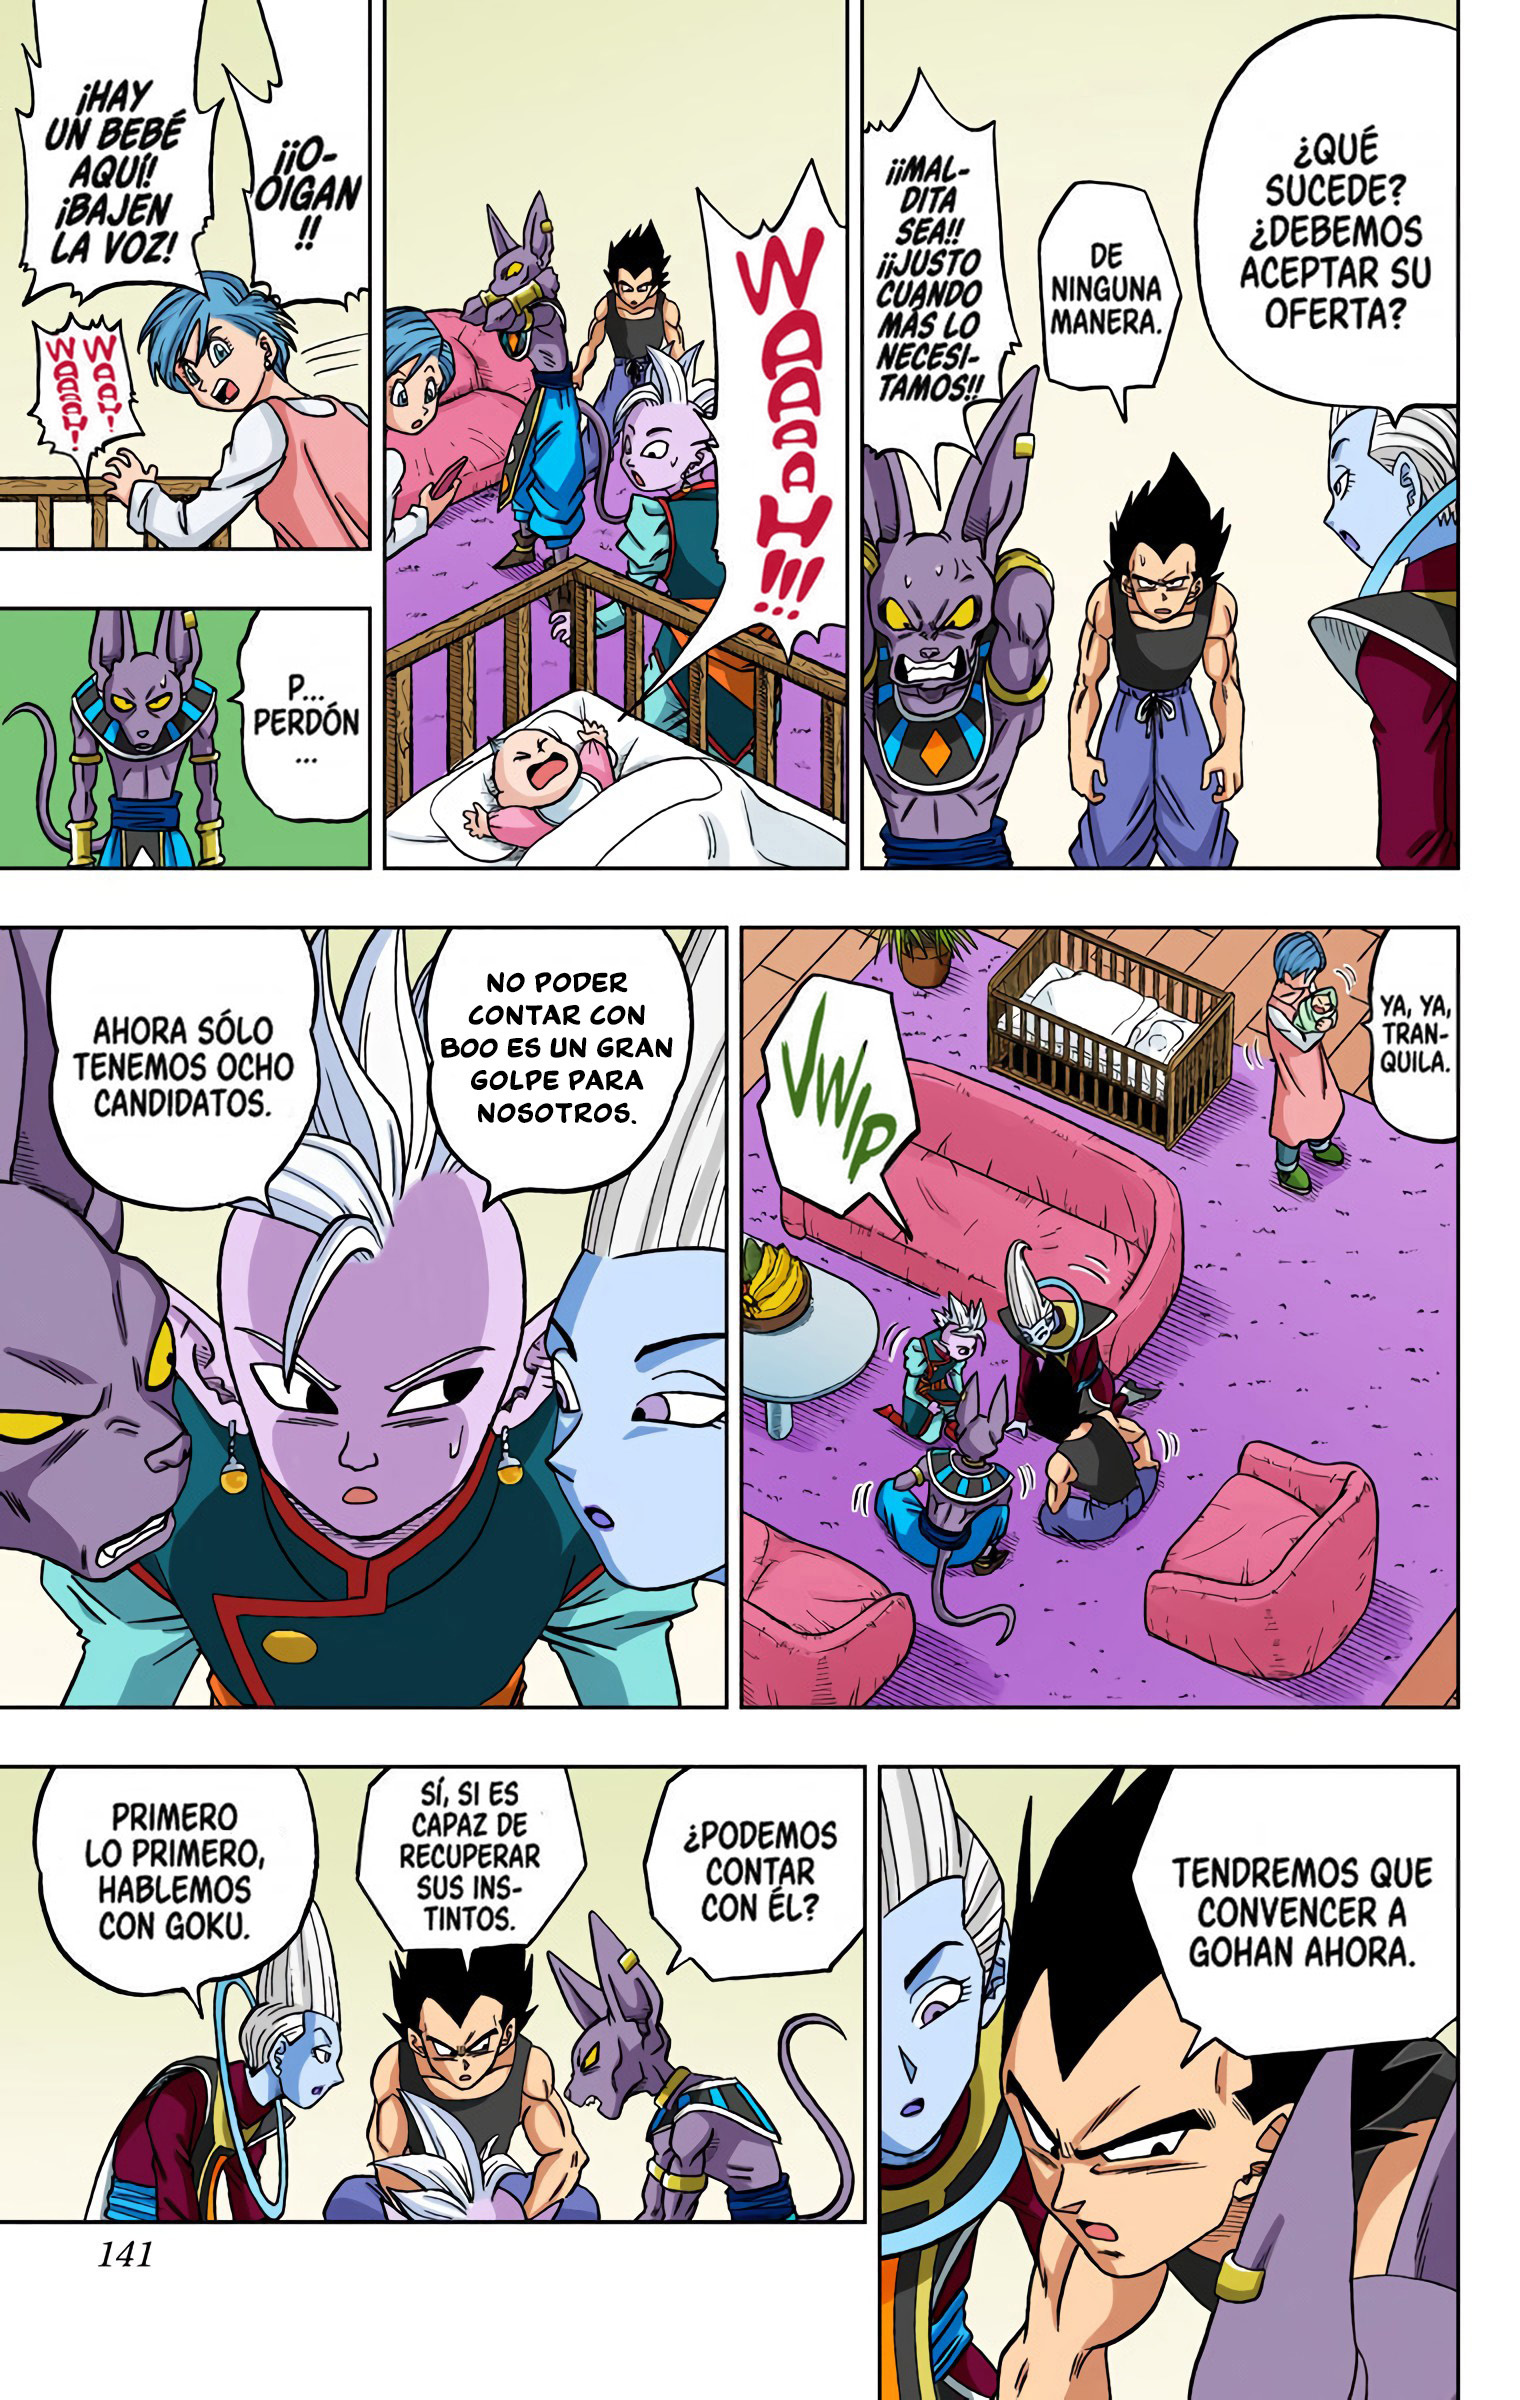 ¿QUÉ
SUCEDE?
¿DEBEMOS
ACEPTAR SU
OFERTA?
DE
NINGUNA
MANERA.
¡¡MAL-
DITA
SEA!!
¡¡JUSTO
CUANDO
MÁS LO
NECESI-
TAMOS!!
WAAAH!!!
¡¡O-
OIGAN
!!
¡HAY
UN BEBÉ
AQUÍ!
¡BAJEN
LA VOZ!
WAAH!
WAAAH!
P...
PERDÓN
...
YA, YA,
TRAN-
QUILA.
VWIP
NO PODER
CONTAR CON
BOO ES UN GRAN
GOLPE PARA
NOSOTROS.
AHORA SÓLO
TENEMOS OCHO
CANDIDATOS.
TENDREMOS QUE
CONVENCER A
GOHAN AHORA.
¿PODEMOS
CONTAR
CON ÉL?
SÍ, SI ES
CAPAZ DE
RECUPERAR
SUS INS-
TINTOS.
PRIMERO
LO PRIMERO,
HABLEMOS
CON GOKU.
141